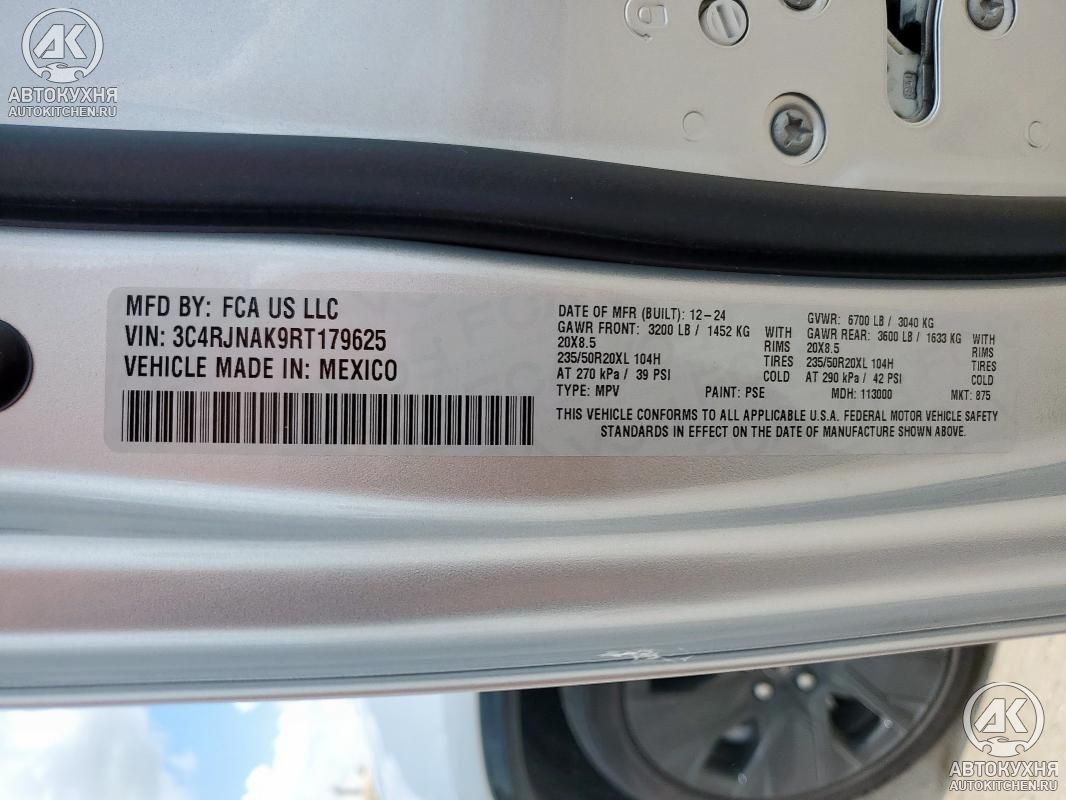 АК
АВТОКУХНЯ
AUTOKITCHEN.RU
MFD BY: FCA US LLC
VIN: 3C4RJNAK9RT179625
VEHICLE MADE IN: MEXICO
DATE OF MFR (BUILT): 12-24
GVWR: 6700 LB / 3040 KG
GAWR FRONT: 3200 LB / 1452 KG WITH
GAWR REAR: 3600 LB / 1633 KG WITH
20X8.5 RIMS
20X8.5 RIMS
235/50R20XL 104H TIRES
235/50R20XL 104H TIRES
AT 270 kPa / 39 PSI COLD
AT 290 kPa / 42 PSI COLD
TYPE: MPV PAINT: PSE MDH: 113000 MKT: 875
THIS VEHICLE CONFORMS TO ALL APPLICABLE U.S.A. FEDERAL MOTOR VEHICLE SAFETY
STANDARDS IN EFFECT ON THE DATE OF MANUFACTURE SHOWN ABOVE.
АК
АВТОКУХНЯ
AUTOKITCHEN.RU